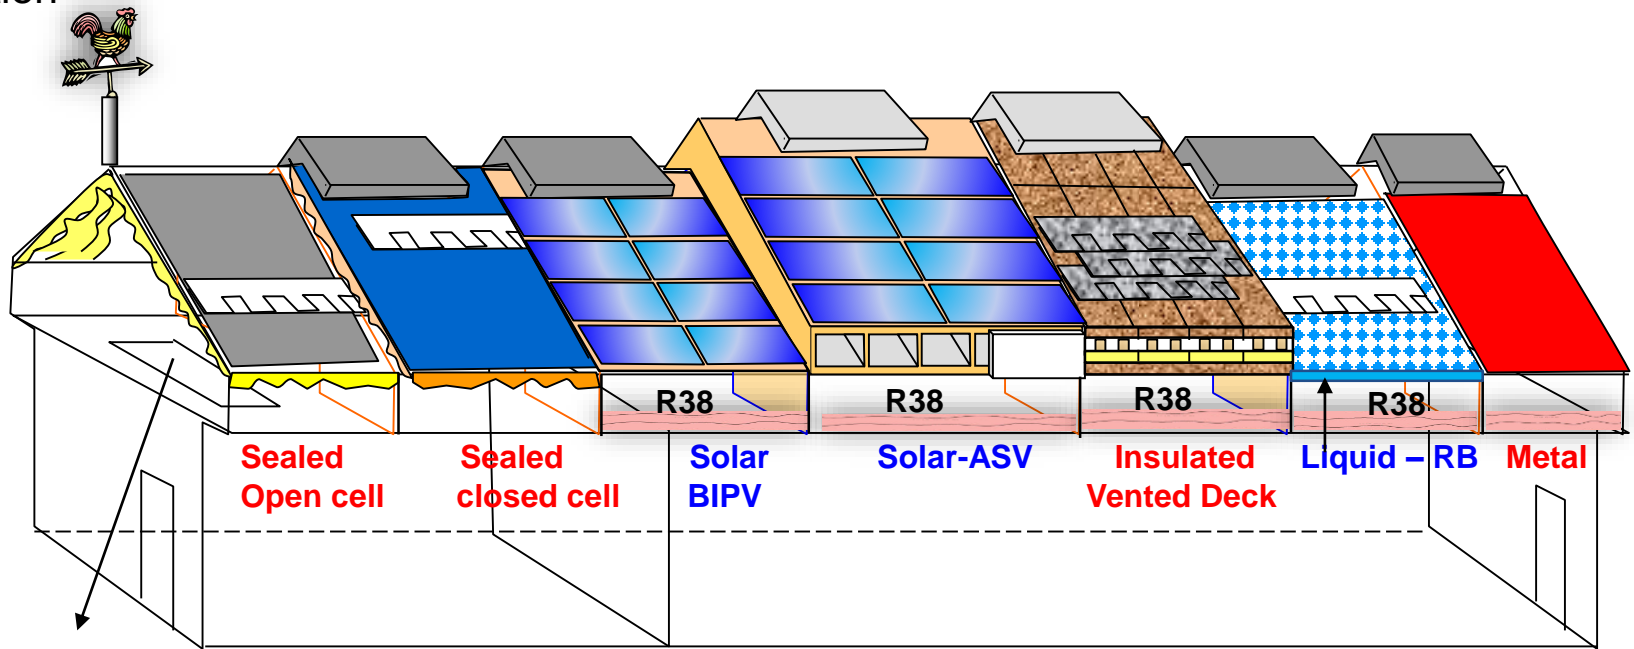 R38
R38
R38
R38
Sealed
Open cell
Sealed
closed cell
Solar
BIPV
Solar-ASV
Insulated
Vented Deck
Liquid – RB
Metal